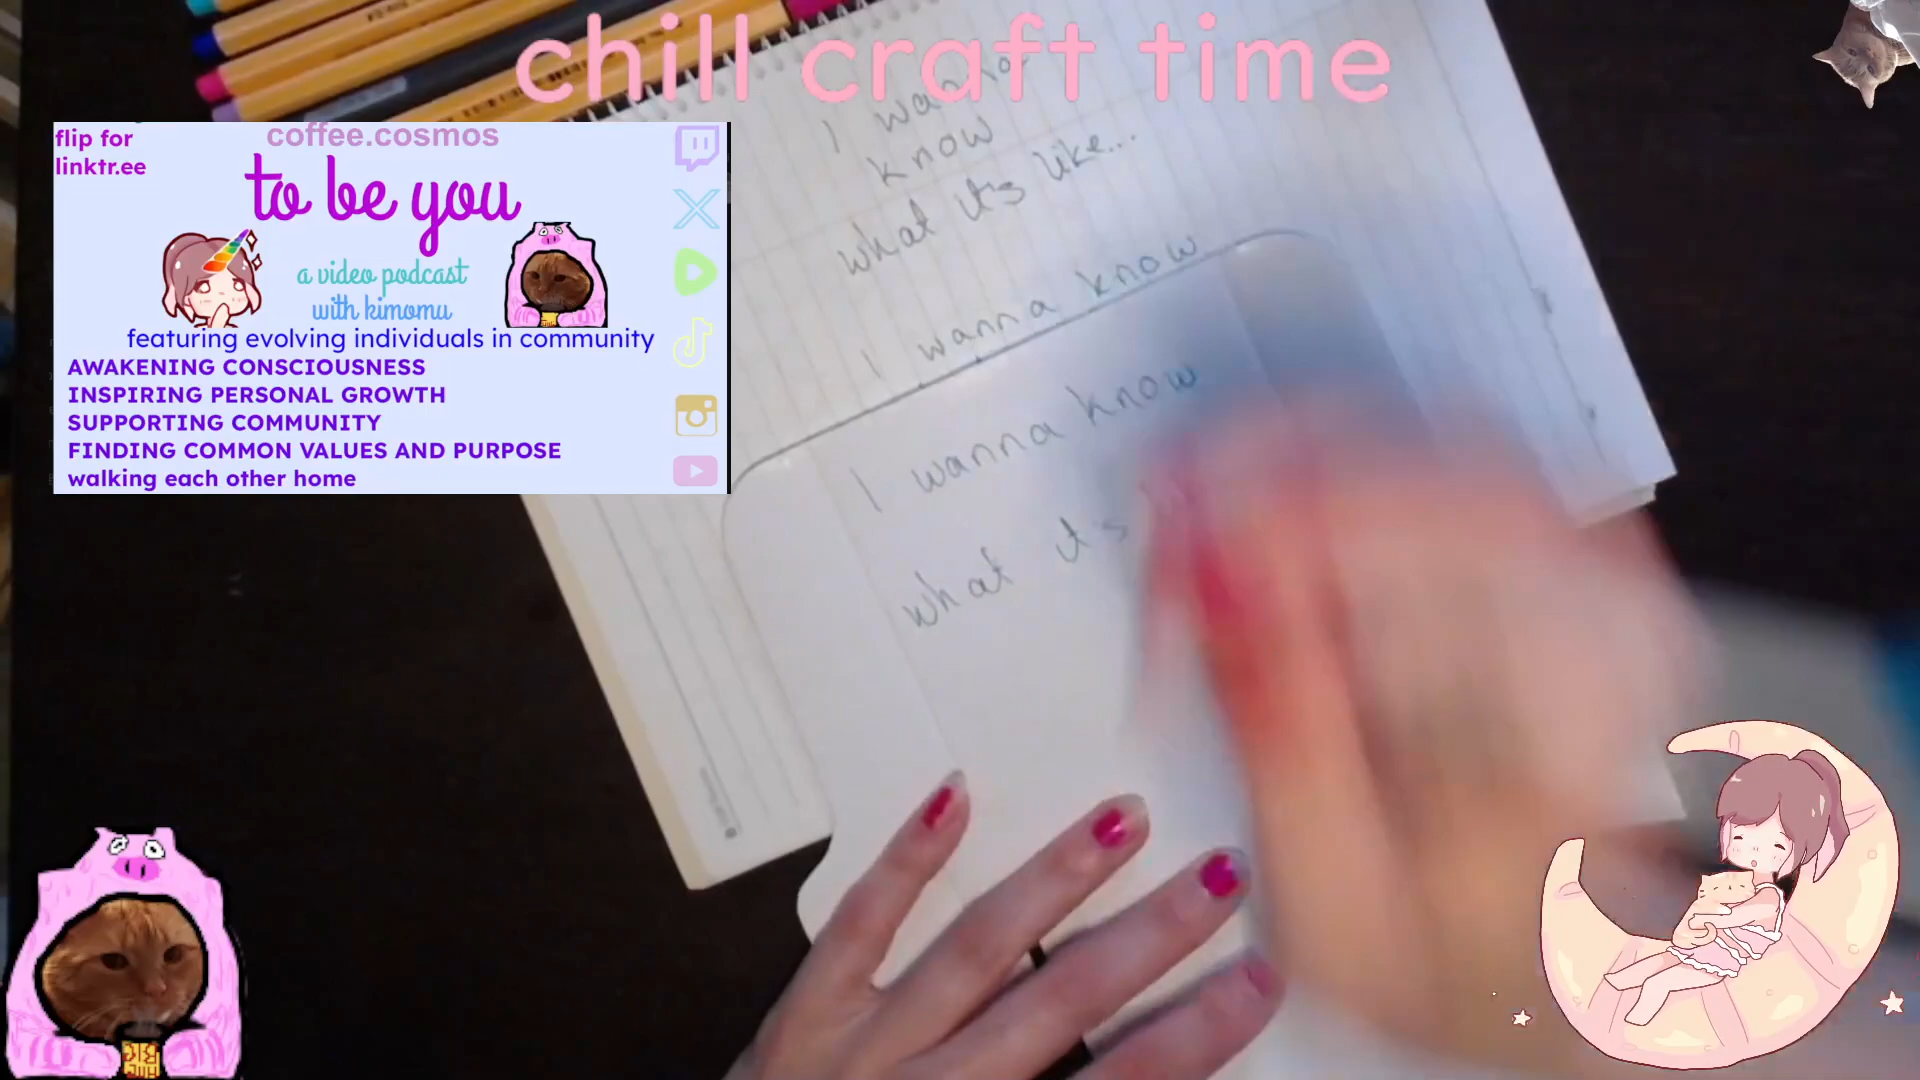 chill craft time
flip for
linktr.ee
coffee.cosmos
to be you
a video podcast
with kimomu
featuring evolving individuals in community
AWAKENING CONSCIOUSNESS
INSPIRING PERSONAL GROWTH
SUPPORTING COMMUNITY
FINDING COMMON VALUES AND PURPOSE
walking each other home
I wanna
know
what it's like...
I wanna know
I wanna know
what it's